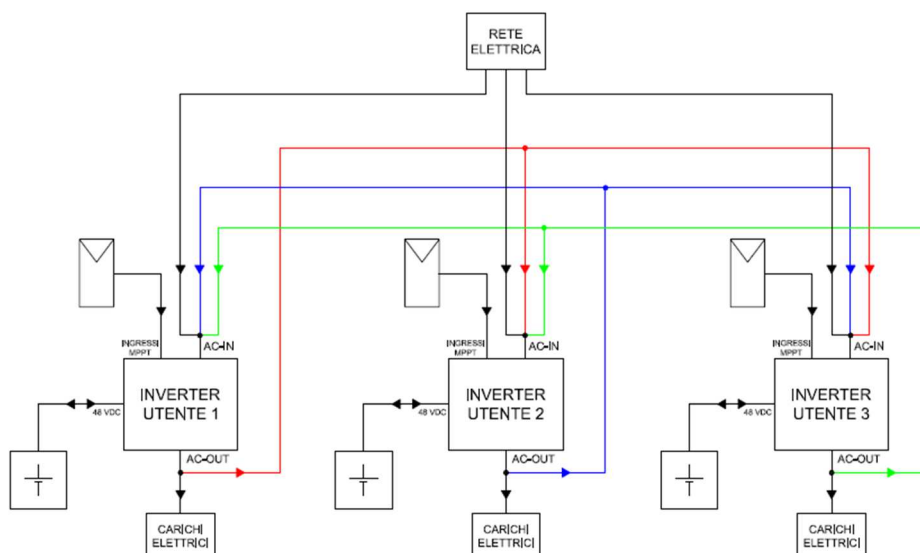 RETE
ELETTRICA
INGRESSI
MPPT
AC-IN
INGRESSI
MPPT
AC-IN
INGRESSI
MPPT
AC-IN
INVERTER
UTENTE 1
INVERTER
UTENTE 2
INVERTER
UTENTE 3
48 VDC
48 VDC
48 VDC
AC-OUT
AC-OUT
AC-OUT
CARICHI
ELETTRICI
CARICHI
ELETTRICI
CARICHI
ELETTRICI